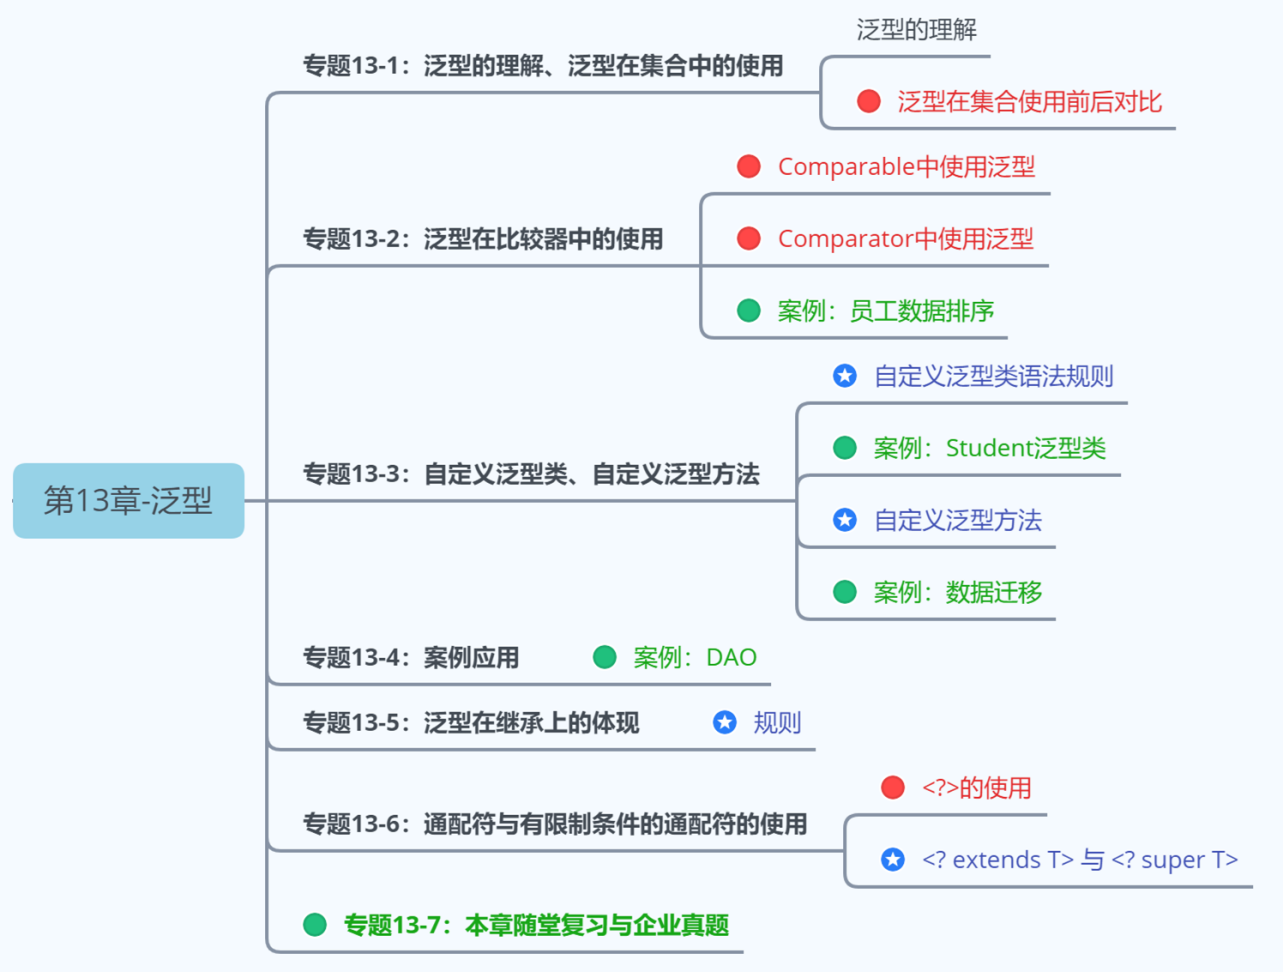 第13章-泛型
专题13-1：泛型的理解、泛型在集合中的使用
泛型的理解
泛型在集合使用前后对比
专题13-2：泛型在比较器中的使用
Comparable中使用泛型
Comparator中使用泛型
案例：员工数据排序
专题13-3：自定义泛型类、自定义泛型方法
自定义泛型类语法规则
案例：Student泛型类
自定义泛型方法
案例：数据迁移
专题13-4：案例应用
案例：DAO
专题13-5：泛型在继承上的体现
规则
专题13-6：通配符与有限制条件的通配符的使用
<?>的使用
<? extends T> 与 <? super T>
专题13-7：本章随堂复习与企业真题